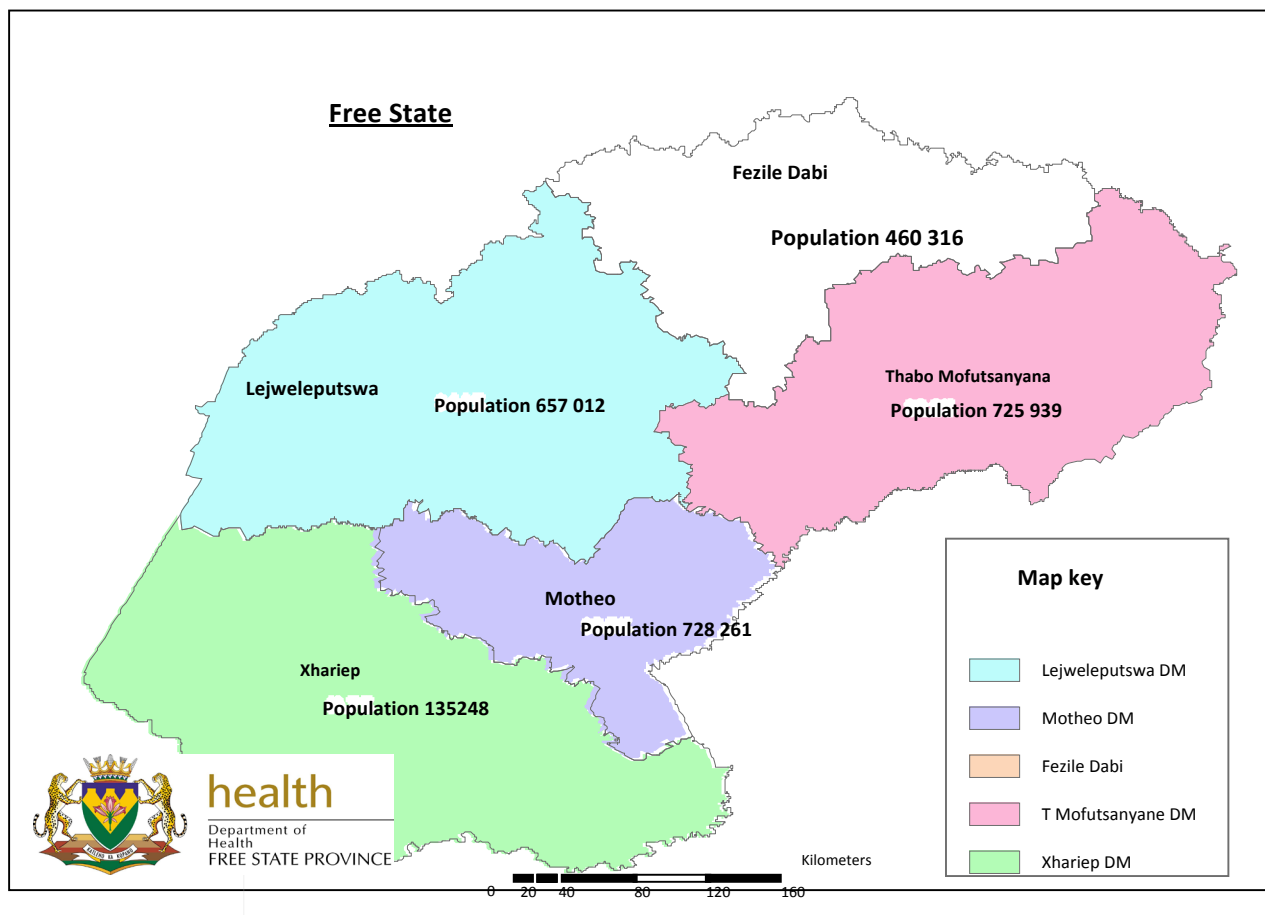 Free State
Fezile Dabi
Population 460 316
Thabo Mofutsanyana
Population 725 939
Lejweleputswa
Population 657 012
Motheo
Population 728 261
Xhariep
Population 135248
Map key
Lejweleputswa DM
Motheo DM
Fezile Dabi
T Mofutsanyane DM
Xhariep DM
health
Department of
Health
FREE STATE PROVINCE
Kilometers
0 20 40 80 120 160